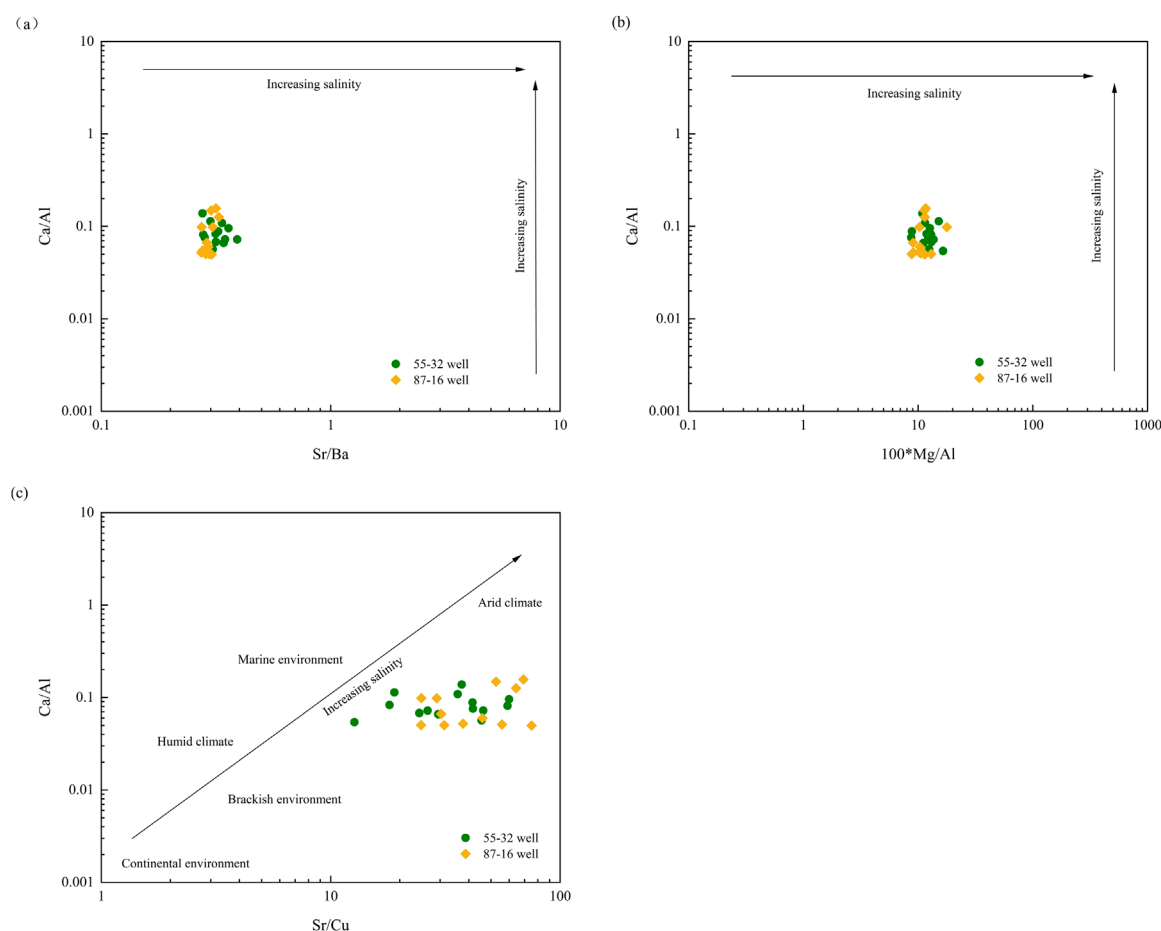 (a)
10
1
0.1
0.01
0.001
Ca/Al
Increasing salinity
Increasing salinity
55-32 well
87-16 well
0.1
1
10
Sr/Ba
(b)
10
1
0.1
0.01
0.001
Ca/Al
Increasing salinity
Increasing salinity
55-32 well
87-16 well
0.1
1
10
100
1000
100*Mg/Al
(c)
10
1
0.1
0.01
0.001
Ca/Al
Arid climate
Marine environment
Increasing salinity
Humid climate
Brackish environment
Continental environment
55-32 well
87-16 well
1
10
100
Sr/Cu